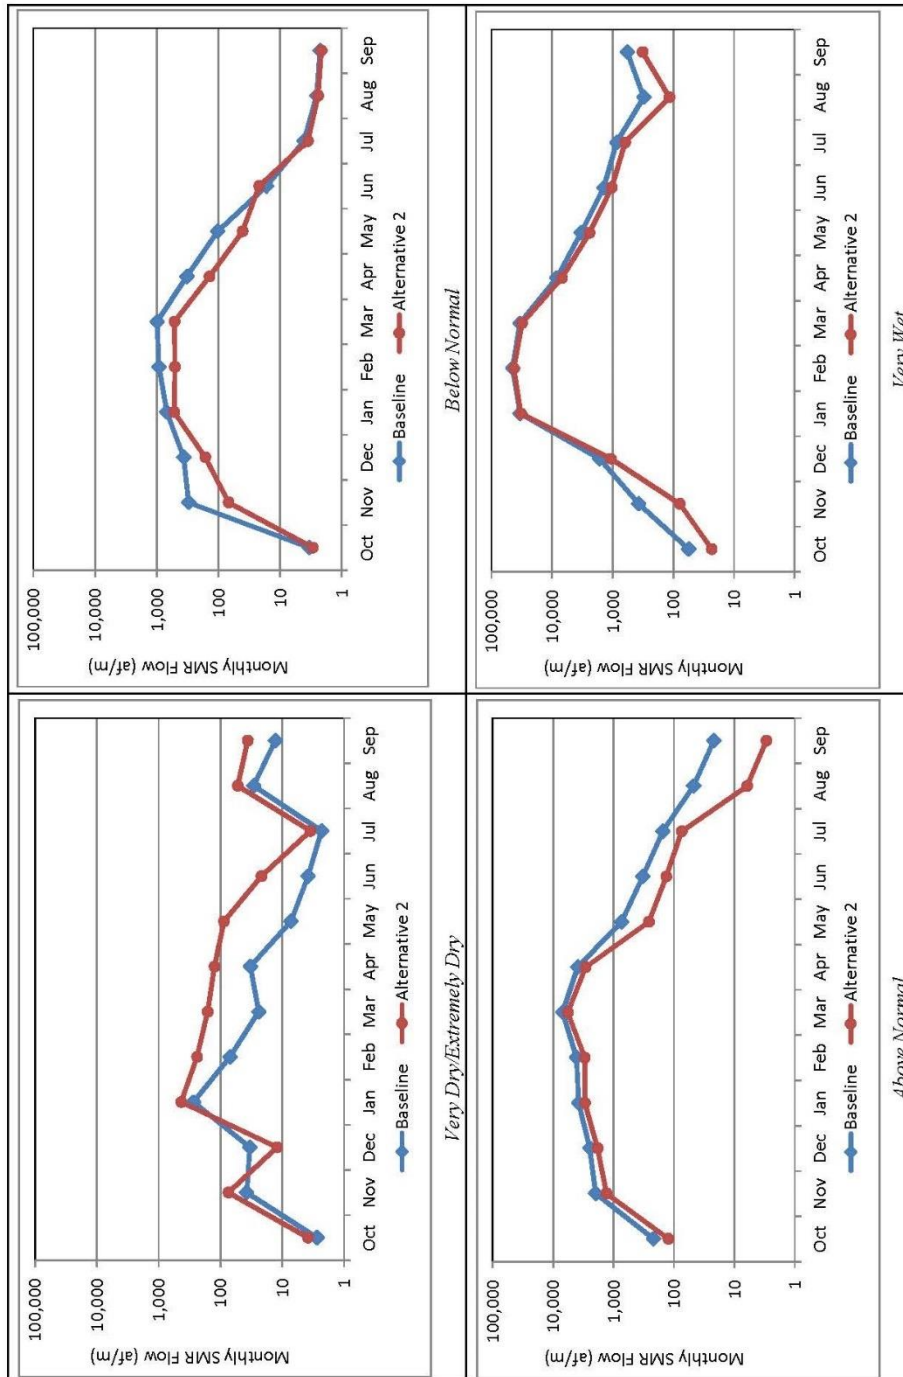 Monthly SMR Flow (af/m)
100,000
10,000
1,000
100
10
1
Oct Nov Dec Jan Feb Mar Apr May Jun Jul Aug Sep
Baseline Alternative 2
Very Dry/Extremely Dry
Monthly SMR Flow (af/m)
100,000
10,000
1,000
100
10
1
Oct Nov Dec Jan Feb Mar Apr May Jun Jul Aug Sep
Baseline Alternative 2
Below Normal
Monthly SMR Flow (af/m)
100,000
10,000
1,000
100
10
1
Oct Nov Dec Jan Feb Mar Apr May Jun Jul Aug Sep
Baseline Alternative 2
Above Normal
Monthly SMR Flow (af/m)
100,000
10,000
1,000
100
10
1
Oct Nov Dec Jan Feb Mar Apr May Jun Jul Aug Sep
Baseline Alternative 2
Very Wet